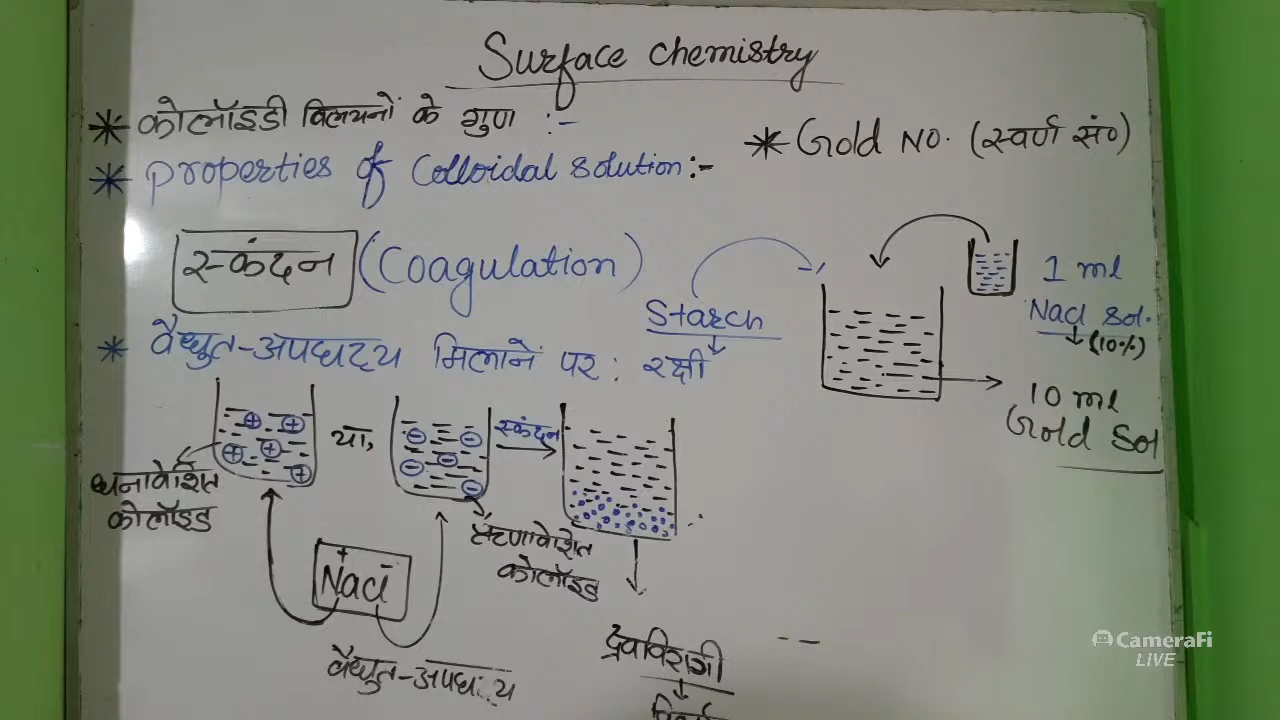 Surface chemistry
* कोलॉइडी विलयनों के गुण :-
* Properties of Colloidal solution:-
* Gold No. (स्वर्ण सं०)
स्कंदन (Coagulation)
Starch
1 ml
NaCl sol.
(10%)
* वैद्युत-अपघट्य मिलाने पर: रक्षी
10 ml
Gold Sol
+ + + + +
या,
- - - - -
स्कंदन
धनावेशित
कोलॉइड
ऋणावेशित
कोलॉइड
+ -
NaCl
वैद्युत-अपघ
द्रवविरागी
CameraFi
LIVE